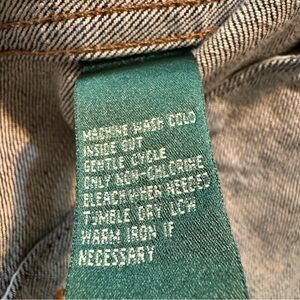 MACHINE WASH COLD
INSIDE OUT
GENTLE CYCLE
ONLY NON-CHLORINE
BLEACH WHEN NEEDED
TUMBLE DRY LOW
WARM IRON IF
NECESSARY